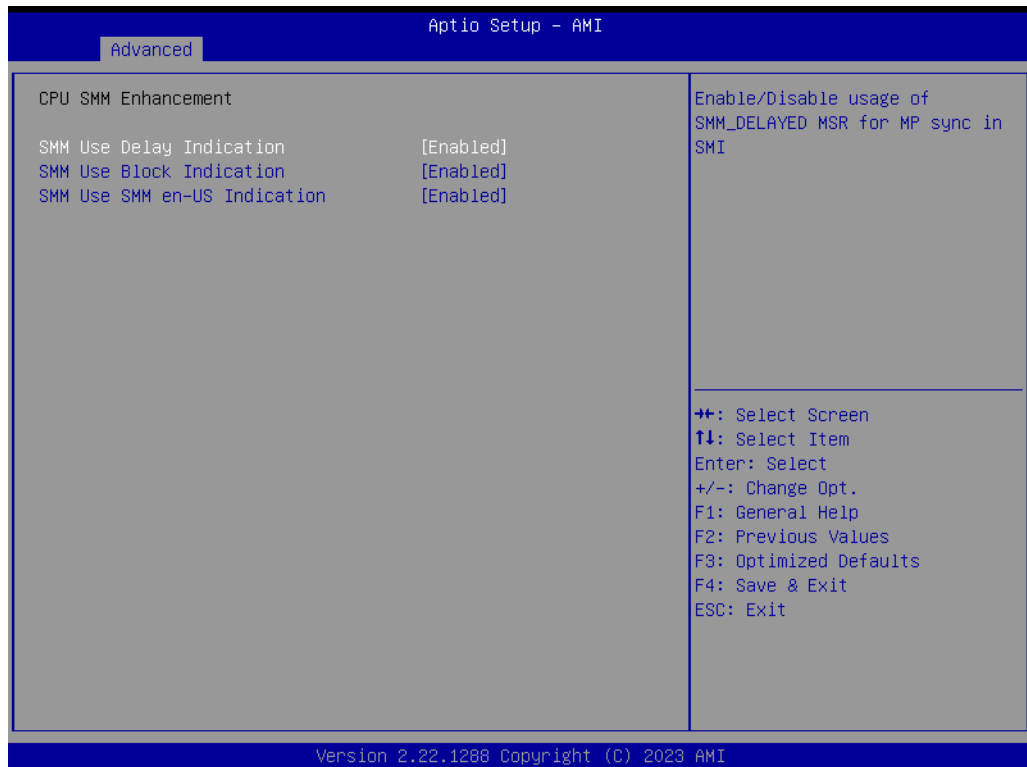 Aptio Setup – AMI
Advanced
CPU SMM Enhancement
SMM Use Delay Indication [Enabled]
SMM Use Block Indication [Enabled]
SMM Use SMM en-US Indication [Enabled]
Enable/Disable usage of
SMM_DELAYED MSR for MP sync in
SMI
→←: Select Screen
↑↓: Select Item
Enter: Select
+/-: Change Opt.
F1: General Help
F2: Previous Values
F3: Optimized Defaults
F4: Save & Exit
ESC: Exit
Version 2.22.1288 Copyright (C) 2023 AMI